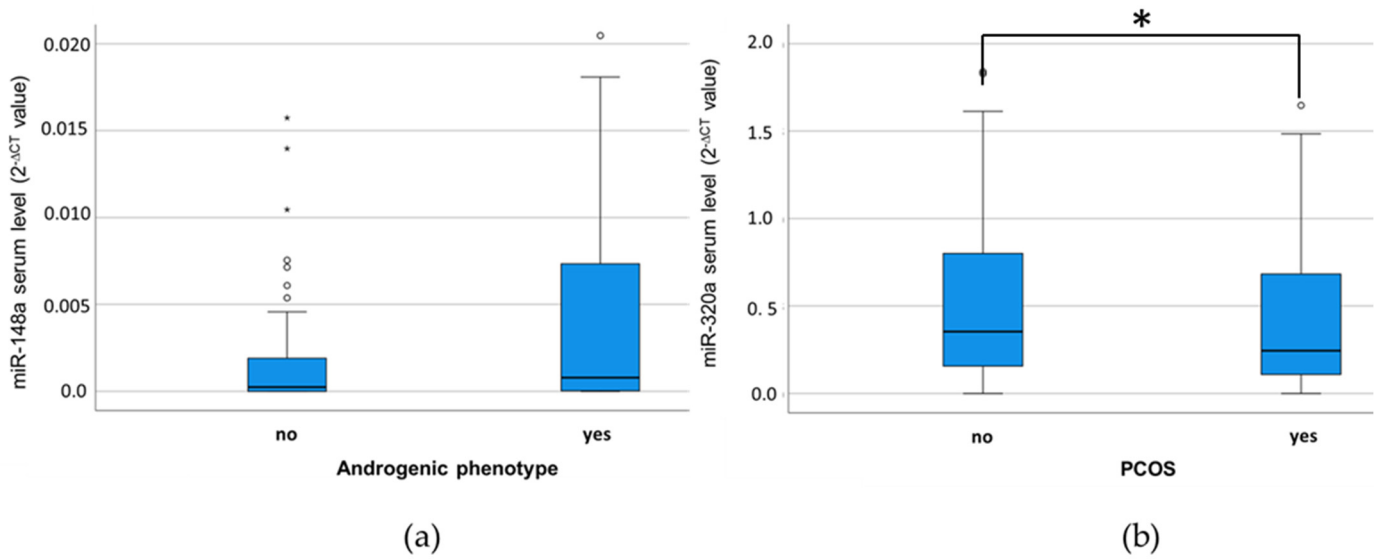 miR-148a serum level (2-ΔCT value)
0.020
0.015
0.010
0.005
0.0
no
yes
Androgenic phenotype
(a)
miR-320a serum level (2-ΔCT value)
2.0
1.5
1.0
0.5
0.0
*
no
yes
PCOS
(b)